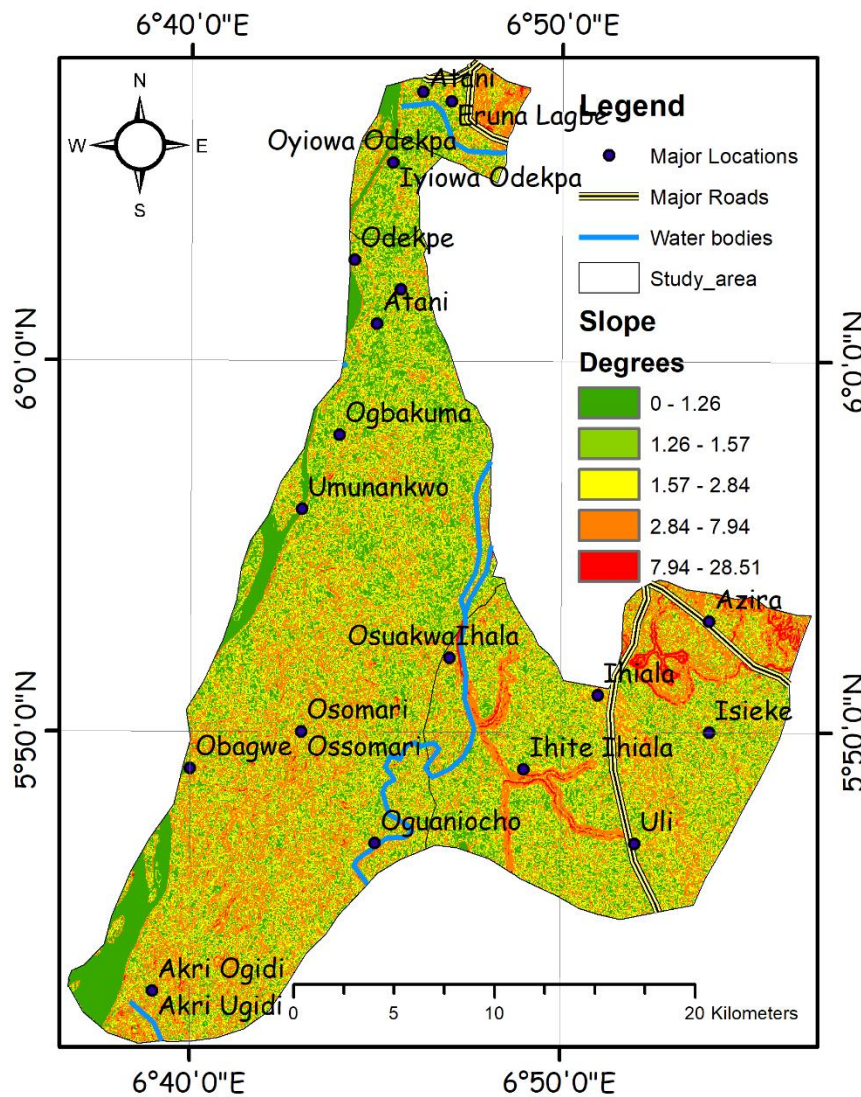 6°40'0"E 6°50'0"E
N
W E
S
Atani
Eruna Lagbe
Oyiowa Odekpa
Iyiowa Odekpa
Odekpe
Atani
Ogbakuma
Umunankwo
Azira
OsuakwaIhala
Ihiala
Osomari
Isieke
Obagwe
Ossomarii
Ihite Ihiala
Oguaniocho
Uli
Akri Ogidi
Akri Ugidi
Legend
Major Locations
Major Roads
Water bodies
Study_area
Slope
Degrees
0 - 1.26
1.26 - 1.57
1.57 - 2.84
2.84 - 7.94
7.94 - 28.51
0 5 10 20 Kilometers
6°0'0"N
6°0'0"N
5°50'0"N
5°50'0"N
6°40'0"E 6°50'0"E